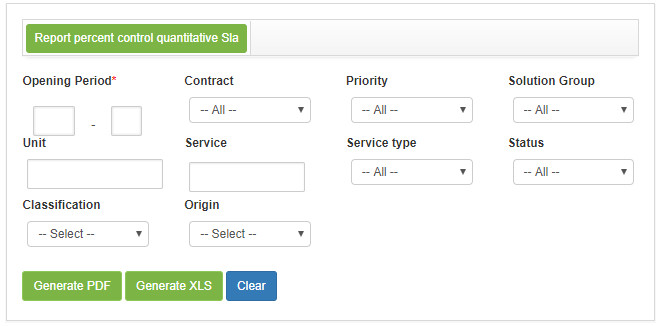 Report percent control quantitative Sla
Opening Period* Contract Priority Solution Group
-- All -- -- All -- -- All --
-
Unit Service Service type Status
-- All -- -- All --
Classification Origin
-- Select -- -- Select --
Generate PDF Generate XLS Clear